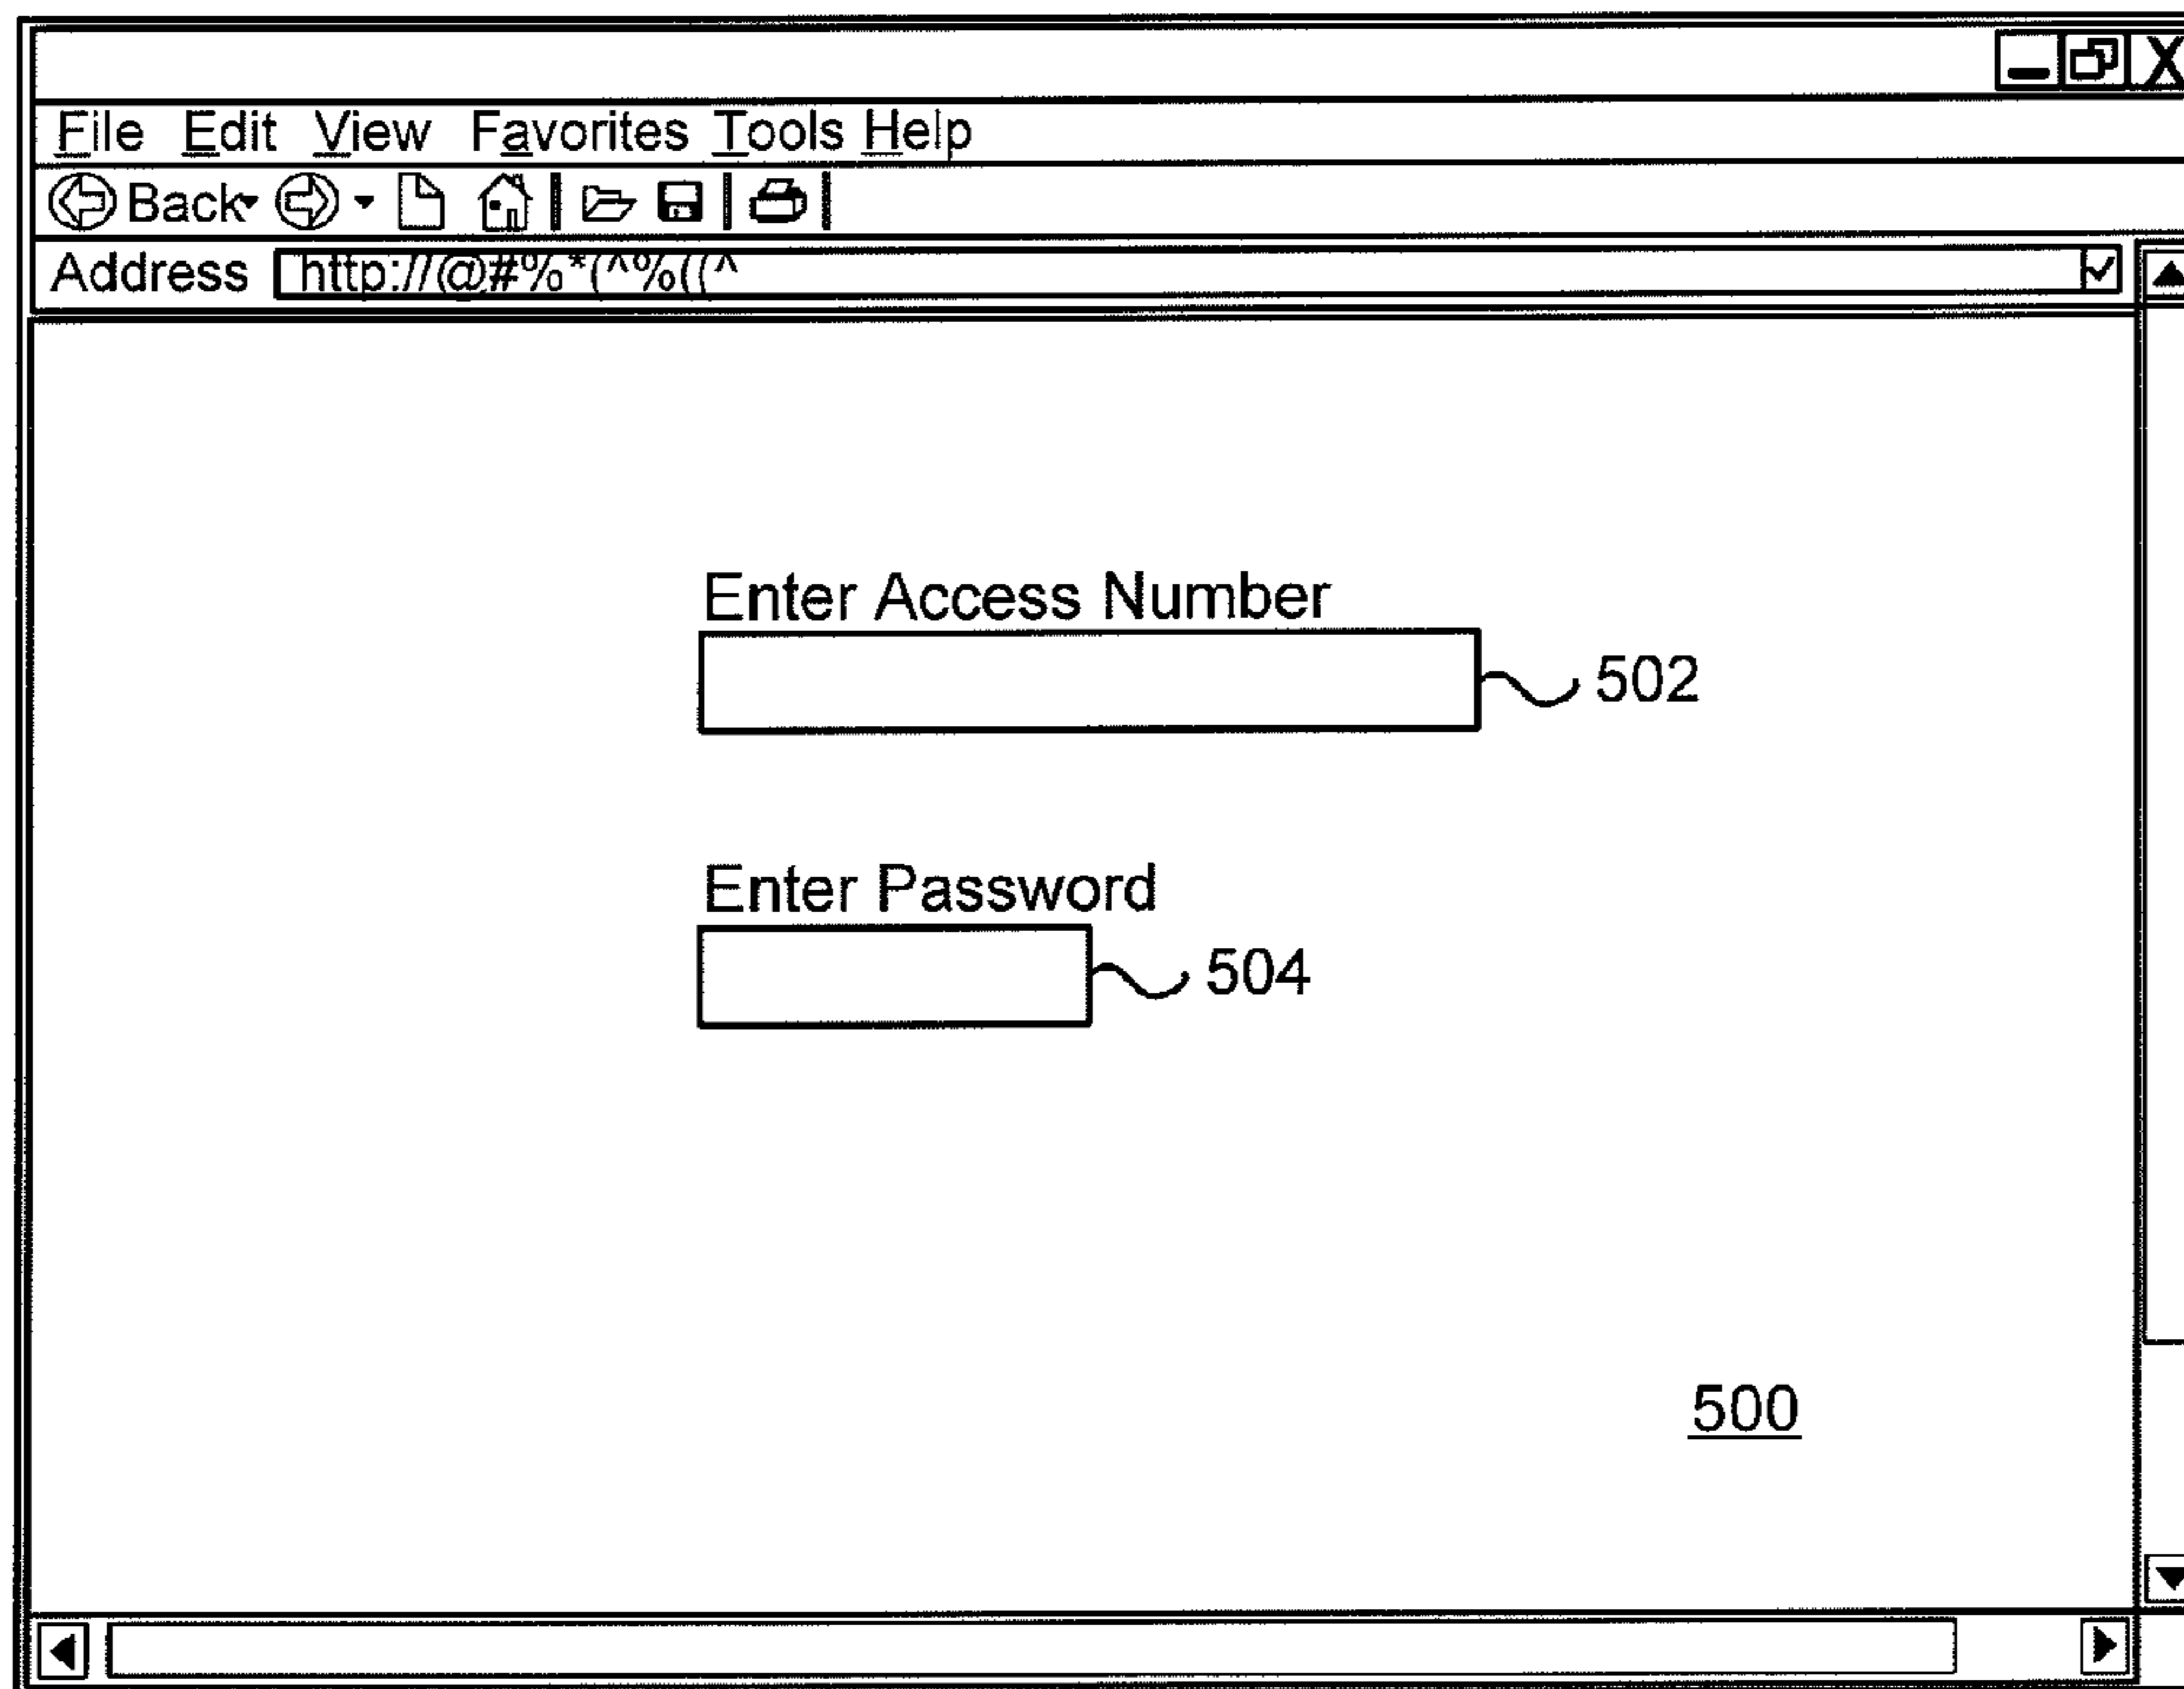 X
File Edit View Favorites Tools Help
Back
Address http://@#%*(^%((^
Enter Access Number
502
Enter Password
504
500